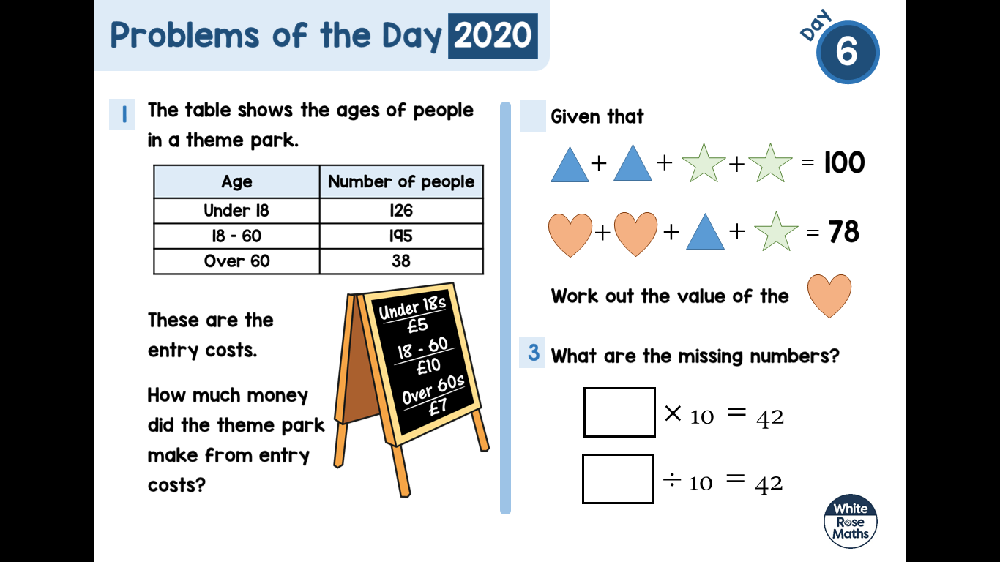 Problems of the Day 2020
Day
6
1
The table shows the ages of people
in a theme park.
Age Number of people
Under 18 126
18 - 60 195
Over 60 38
These are the
entry costs.
How much money
did the theme park
make from entry
costs?
Under 18s
£5
18 - 60
£10
Over 60s
£7
Given that
+ + + = 100
+ + + = 78
Work out the value of the
3 What are the missing numbers?
× 10 = 42
÷ 10 = 42
White
Rose
Maths